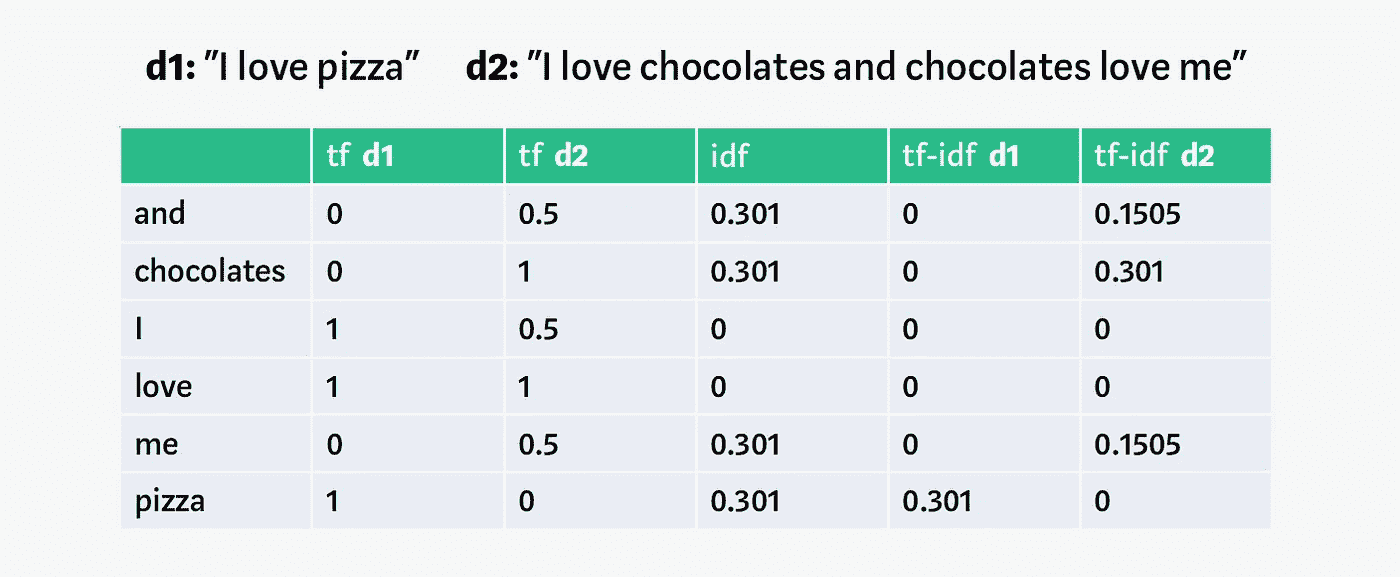 d1: "I love pizza" d2: "I love chocolates and chocolates love me"
tf d1 tf d2 idf tf-idf d1 tf-idf d2
and 0 0.5 0.301 0 0.1505
chocolates 0 1 0.301 0 0.301
I 1 0.5 0 0 0
love 1 1 0 0 0
me 0 0.5 0.301 0 0.1505
pizza 1 0 0.301 0.301 0